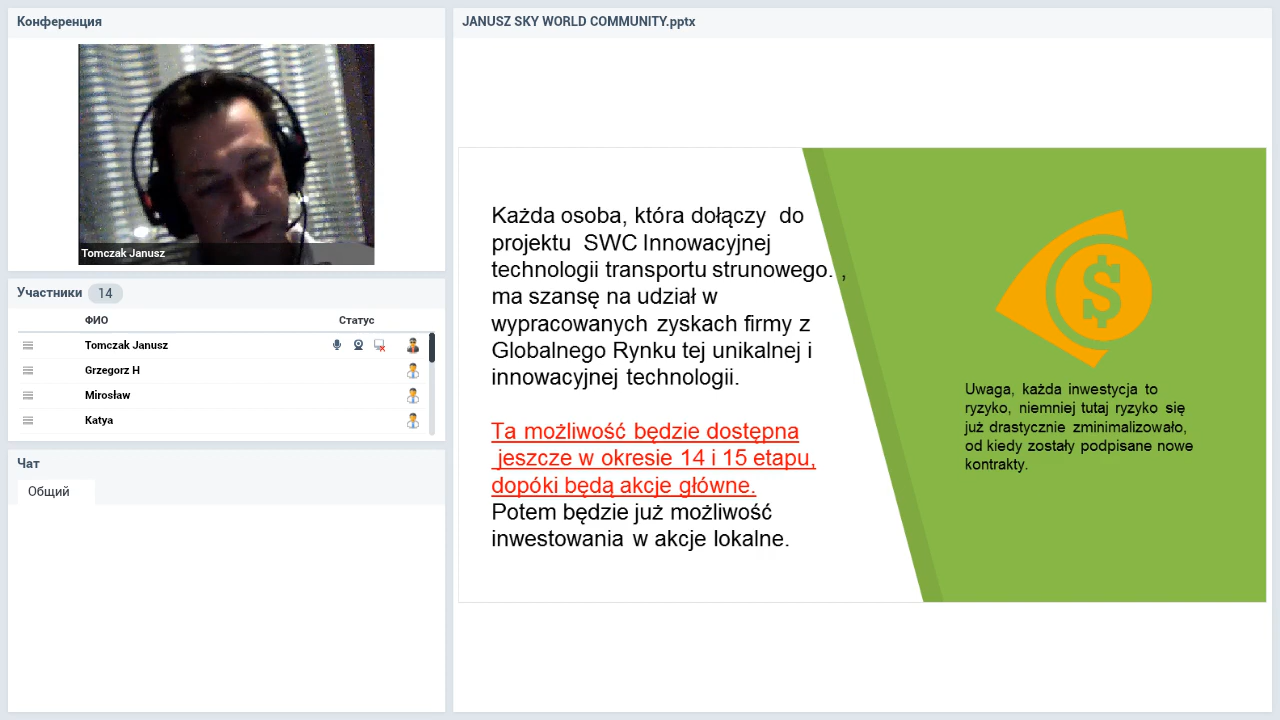 Конференция
Tomczak Janusz
Участники 14
ФИО Статус
Tomczak Janusz
Grzegorz H
Mirosław
Katya
Чат
Общий
JANUSZ SKY WORLD COMMUNITY.pptx
Każda osoba, która dołączy do
projektu SWC Innowacyjnej
technologii transportu strunowego. ,
ma szansę na udział w
wypracowanych zyskach firmy z
Globalnego Rynku tej unikalnej i
innowacyjnej technologii.
Ta możliwość będzie dostępna
jeszcze w okresie 14 i 15 etapu,
dopóki będą akcje główne.
Potem będzie już możliwość
inwestowania w akcje lokalne.
$
Uwaga, każda inwestycja to
ryzyko, niemniej tutaj ryzyko się
już drastycznie zminimalizowało,
od kiedy zostały podpisane nowe
kontrakty.